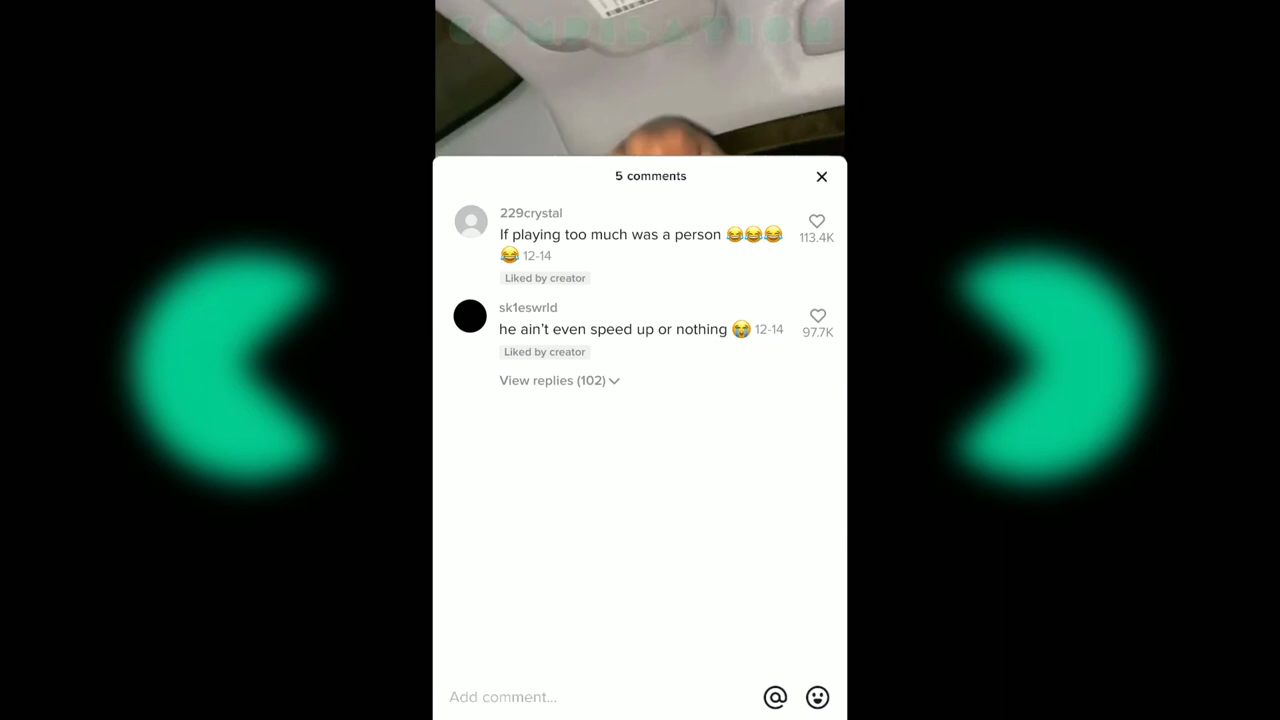 COMPILATION
5 comments
229crystal
If playing too much was a person 😂😂😂
😂 12-14
113.4K
Liked by creator
sk1eswrld
he ain't even speed up or nothing 😭 12-14
97.7K
Liked by creator
View replies (102)
Add comment...